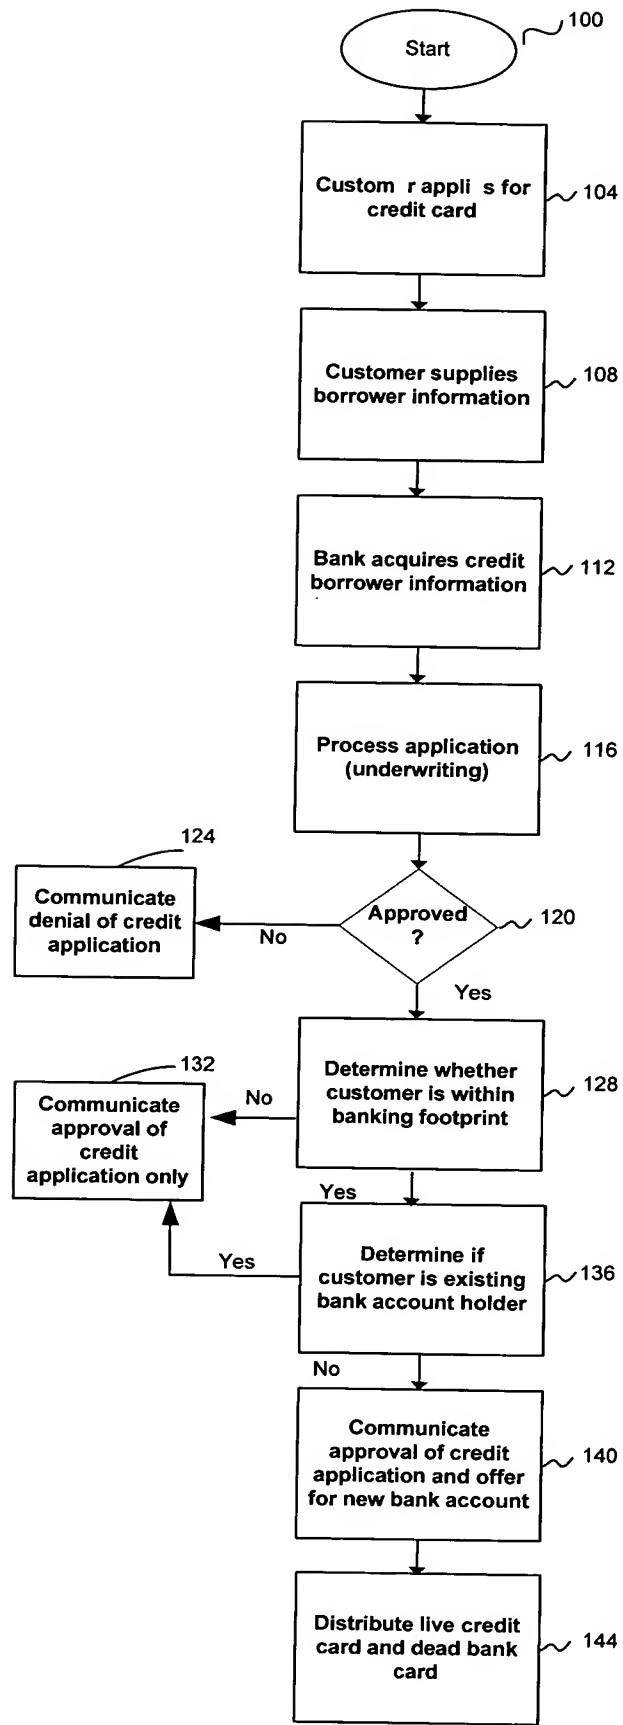 Start
100
Custom r appli s for
credit card
104
Customer supplies
borrower information
108
Bank acquires credit
borrower information
112
Process application
(underwriting)
116
124
Communicate
denial of credit
application
No
Approved
?
120
Yes
132
Communicate
approval of
credit
application only
No
Determine whether
customer is within
banking footprint
128
Yes
Yes
Determine if
customer is existing
bank account holder
136
No
Communicate
approval of credit
application and offer
for new bank account
140
Distribute live credit
card and dead bank
card
144